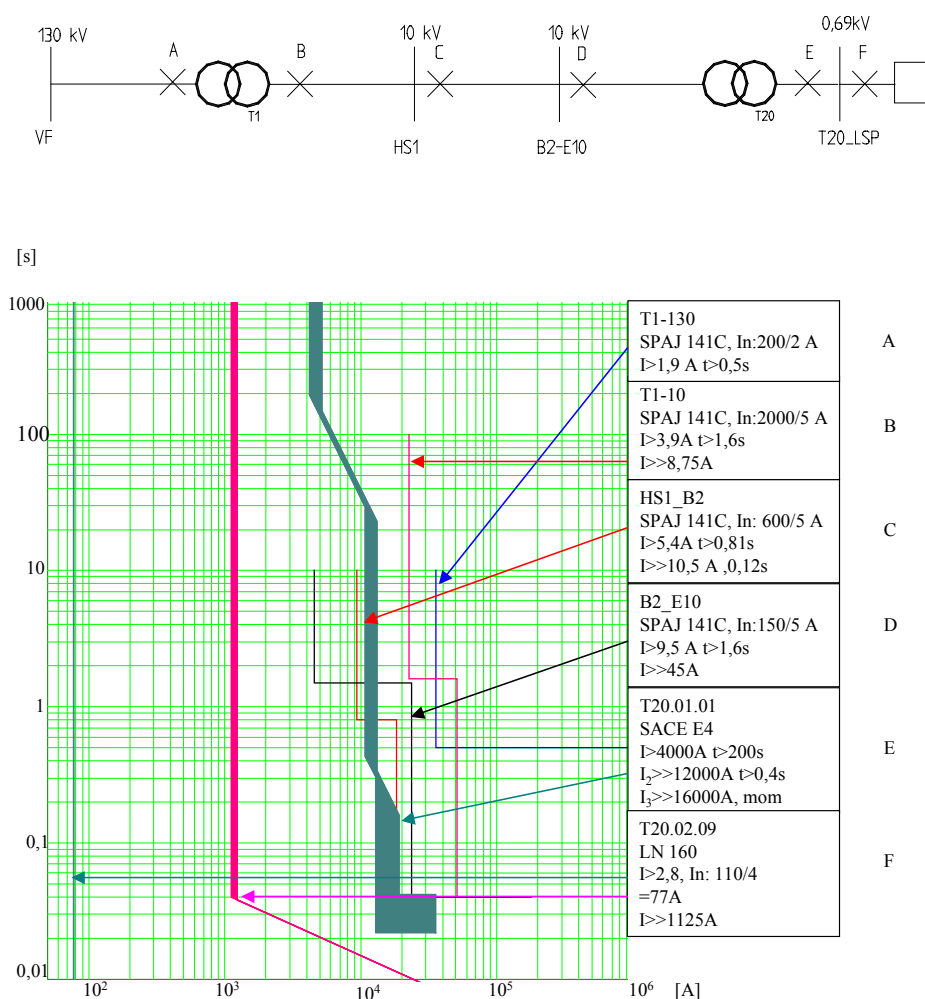 130 kV
A
B
10 kV
C
10 kV
D
0,69kV
E
F
T1
T20
VF
HS1
B2-E10
T20_LSP
[s]
1000
100
10
1
0,1
0,01
10²
10³
10⁴
10⁵
10⁶
[A]
T1-130
SPAJ 141C, In:200/2 A
I>1,9 A t>0,5s
A
T1-10
SPAJ 141C, In:2000/5 A
I>3,9A t>1,6s
I>>8,75A
B
HS1_B2
SPAJ 141C, In: 600/5 A
I>5,4A t>0,81s
I>>10,5 A ,0,12s
C
B2_E10
SPAJ 141C, In:150/5 A
I>9,5 A t>1,6s
I>>45A
D
T20.01.01
SACE E4
I>4000A t>200s
I₂>>12000A t>0,4s
I₃>>16000A, mom
E
T20.02.09
LN 160
I>2,8, In: 110/4
=77A
I>>1125A
F